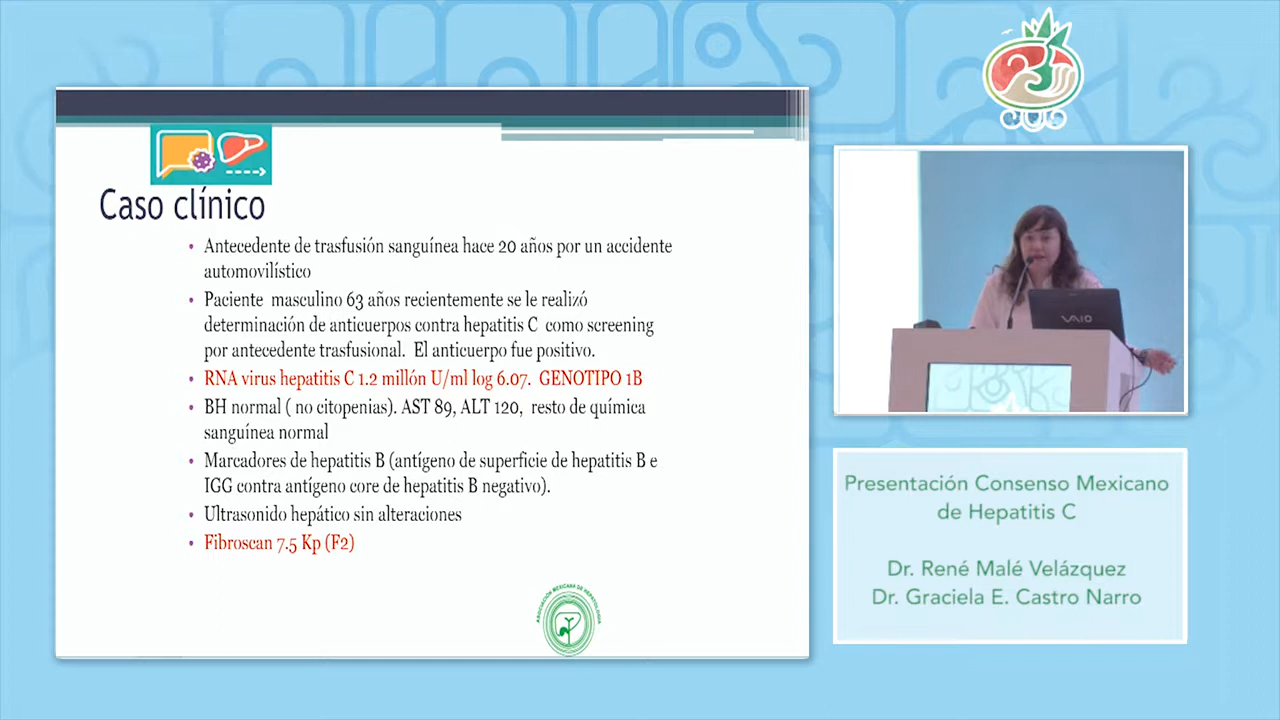 Caso clínico
• Antecedente de trasfusión sanguínea hace 20 años por un accidente
automovilístico
• Paciente masculino 63 años recientemente se le realizó
determinación de anticuerpos contra hepatitis C como screening
por antecedente trasfusional. El anticuerpo fue positivo.
• RNA virus hepatitis C 1.2 millón U/ml log 6.07. GENOTIPO 1B
• BH normal ( no citopenias). AST 89, ALT 120, resto de química
sanguínea normal
• Marcadores de hepatitis B (antígeno de superficie de hepatitis B e
IGG contra antígeno core de hepatitis B negativo).
• Ultrasonido hepático sin alteraciones
• Fibroscan 7.5 Kp (F2)
ASOCIACIÓN MEXICANA DE HEPATOLOGÍA
VAIO
Presentación Consenso Mexicano
de Hepatitis C
Dr. René Malé Velázquez
Dr. Graciela E. Castro Narro